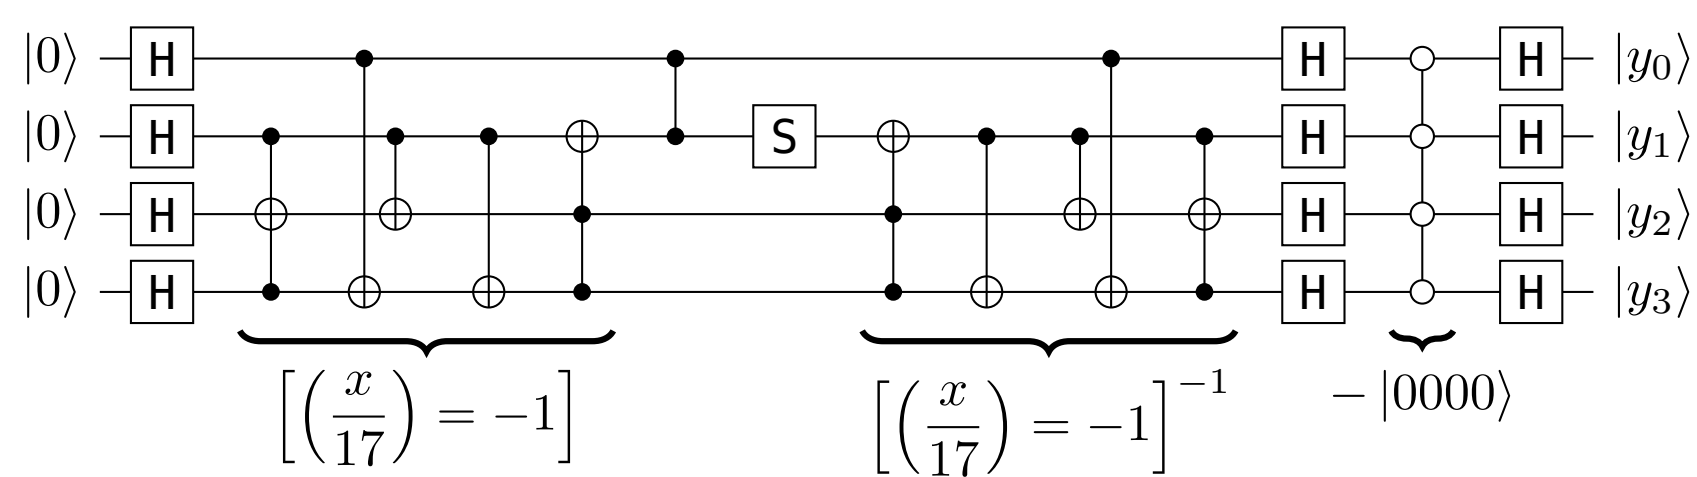 |0⟩ H H H |y₀⟩
|0⟩ H S H H |y₁⟩
|0⟩ H H H |y₂⟩
|0⟩ H H H |y₃⟩
[(x/17) = −1] [(x/17) = −1]⁻¹ − |0000⟩